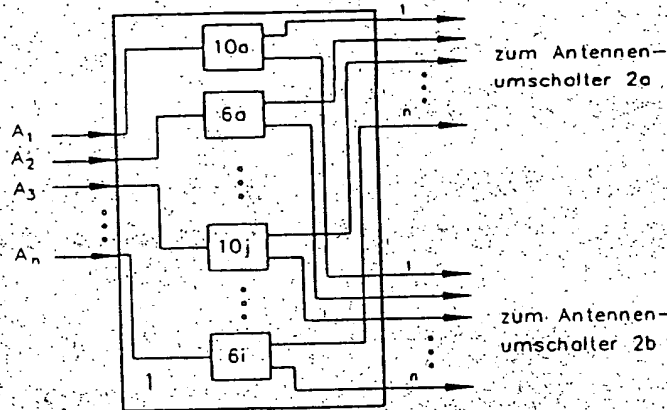 1
10a
zum Antennen-
umschalter 2a
6a
n
A1
A2
A3
10j
An
1
zum Antennen-
umschalter 2b
6i
1
n